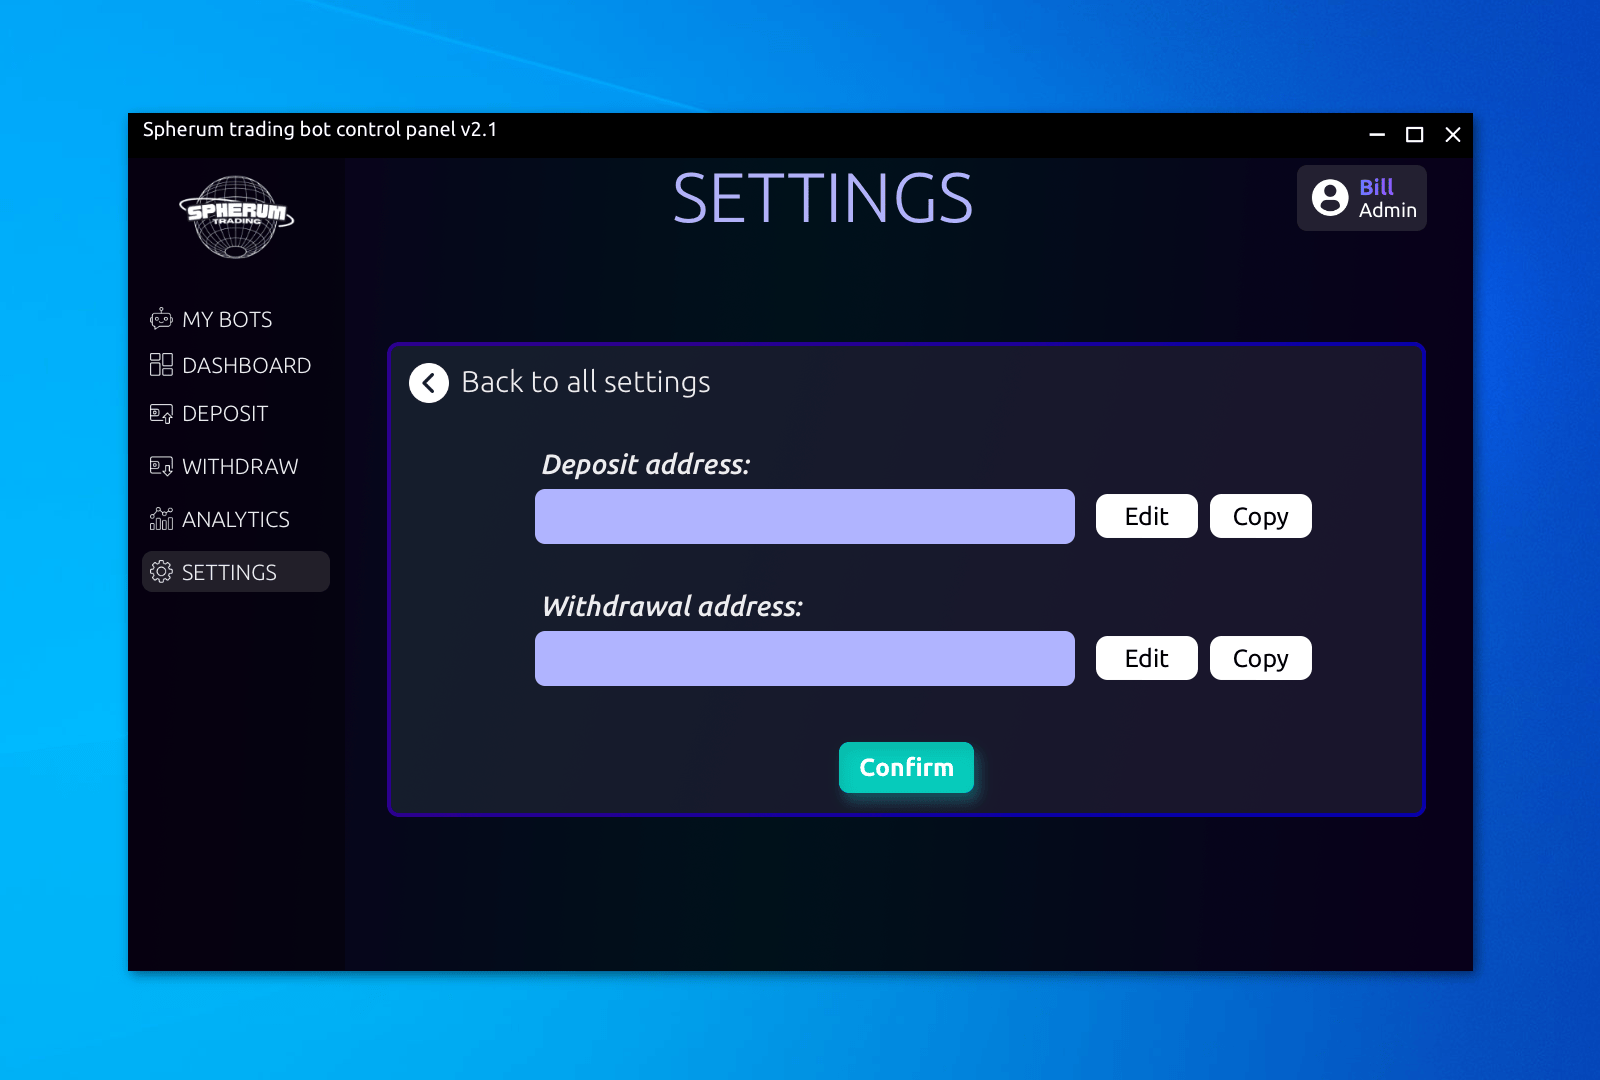 Spherum trading bot control panel v2.1
SPHERUM
TRADING
SETTINGS
Bill
Admin
MY BOTS
DASHBOARD
DEPOSIT
WITHDRAW
ANALYTICS
SETTINGS
Back to all settings
Deposit address:
Edit
Copy
Withdrawal address:
Edit
Copy
Confirm